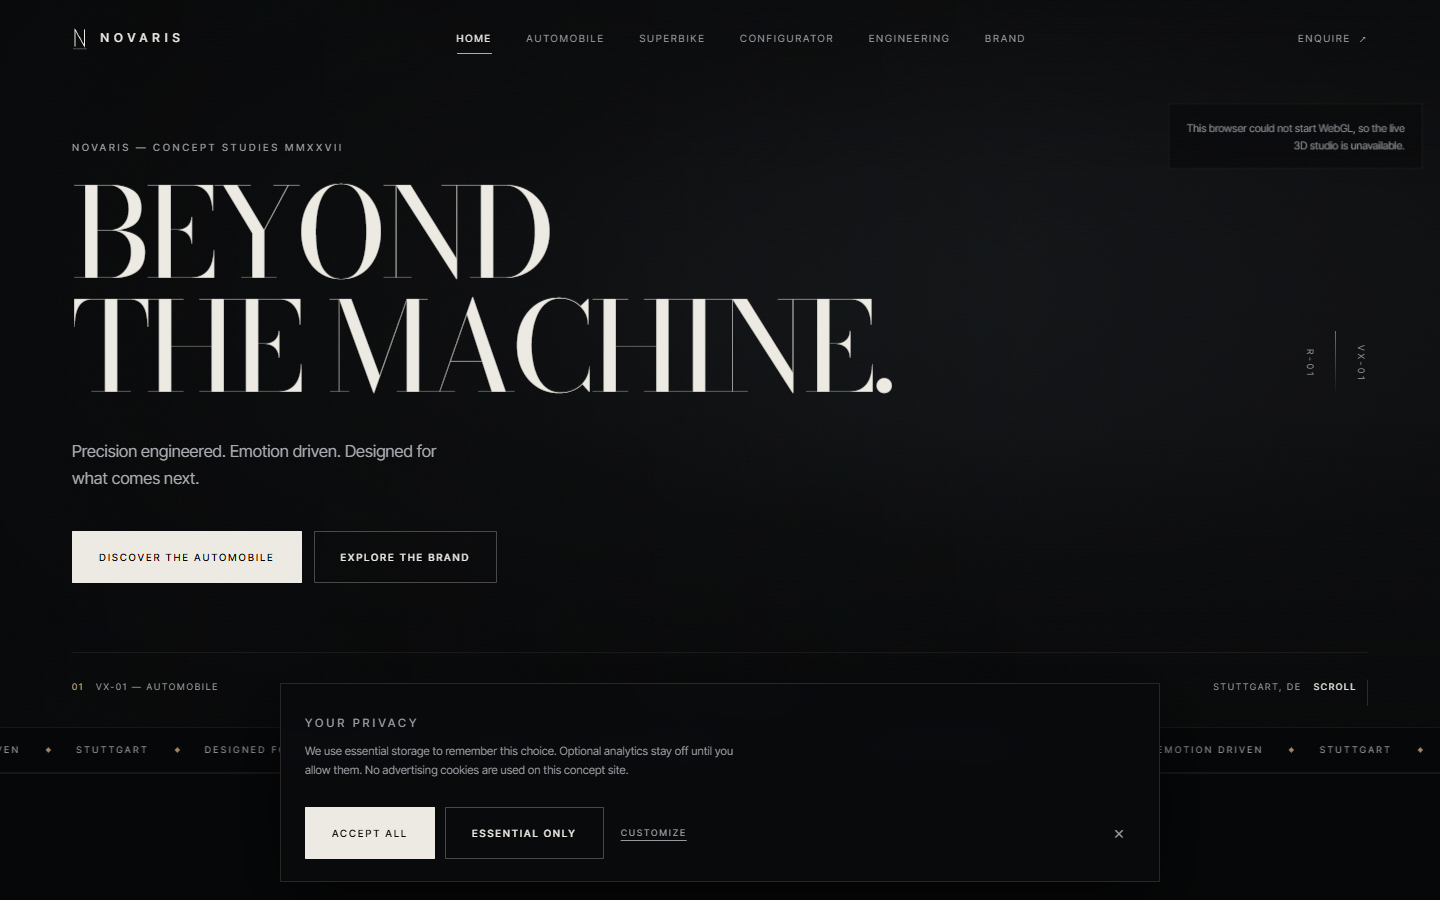 NOVARIS
HOME AUTOMOBILE SUPERBIKE CONFIGURATOR ENGINEERING BRAND
ENQUIRE ↗
This browser could not start WebGL, so the live
3D studio is unavailable.
NOVARIS — CONCEPT STUDIES MMXXVII
BEYOND
THE MACHINE.
R-01
VX-01
Precision engineered. Emotion driven. Designed for
what comes next.
DISCOVER THE AUTOMOBILE
EXPLORE THE BRAND
01 VX-01 — AUTOMOBILE
STUTTGART, DE SCROLL
STUTTGART ◆ DESIGNED
EMOTION DRIVEN ◆ STUTTGART ◆
YOUR PRIVACY
We use essential storage to remember this choice. Optional analytics stay off until you
allow them. No advertising cookies are used on this concept site.
ACCEPT ALL
ESSENTIAL ONLY
CUSTOMIZE
✕